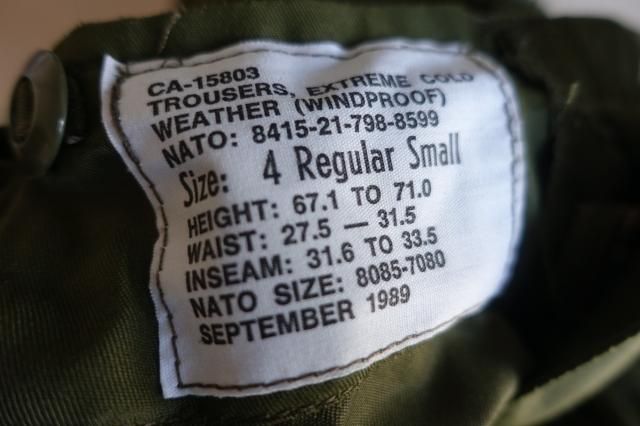 CA-15803
TROUSERS, EXTREME COLD
WEATHER (WINDPROOF)
NATO: 8415-21-798-8599
Size: 4 Regular Small
HEIGHT: 67.1 TO 71.0
WAIST: 27.5 — 31.5
INSEAM: 31.6 TO 33.5
NATO SIZE: 8085-7080
SEPTEMBER 1989